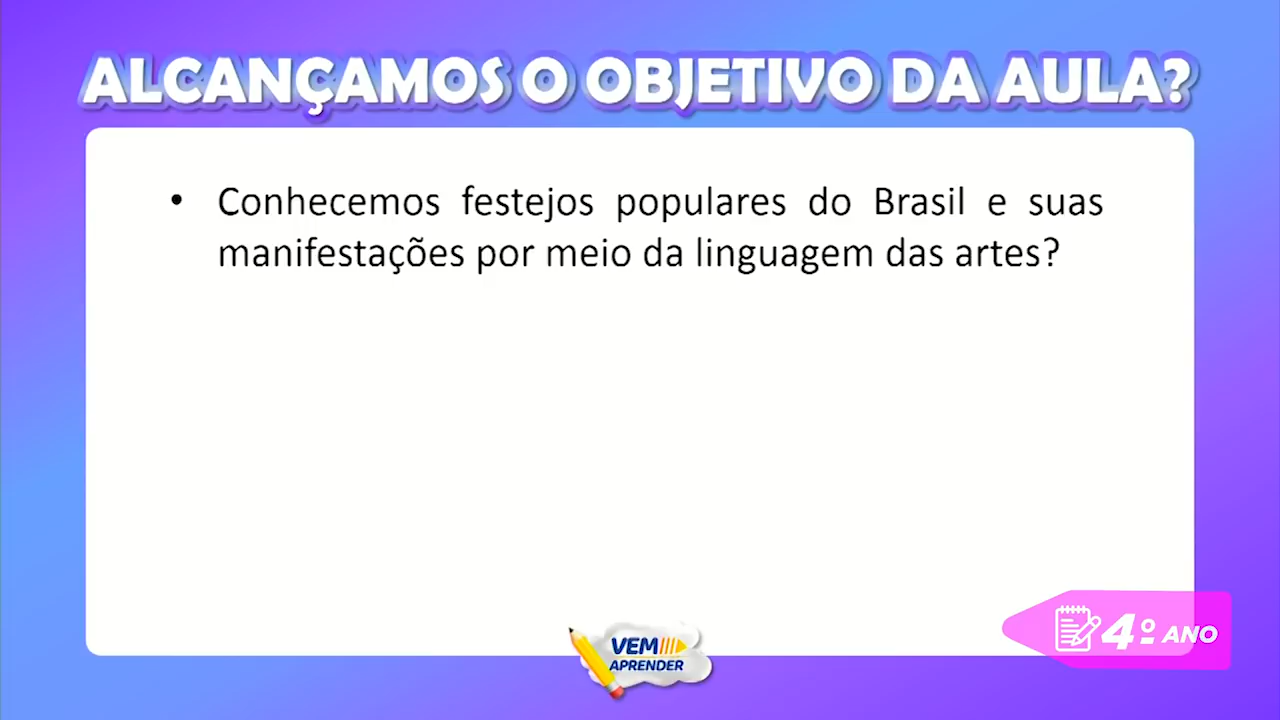 ALCANÇAMOS O OBJETIVO DA AULA?
• Conhecemos festejos populares do Brasil e suas
manifestações por meio da linguagem das artes?
4º ANO
VEM
APRENDER